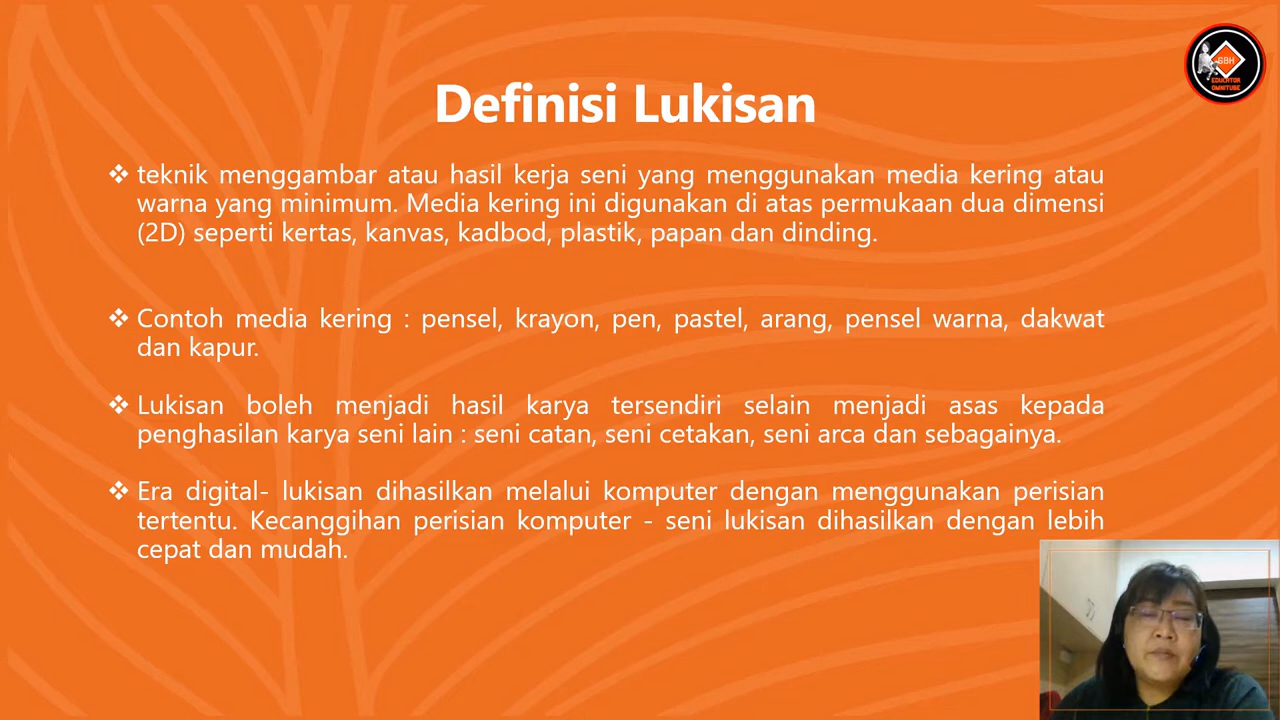 Definisi Lukisan
❖ teknik menggambar atau hasil kerja seni yang menggunakan media kering atau
warna yang minimum. Media kering ini digunakan di atas permukaan dua dimensi
(2D) seperti kertas, kanvas, kadbod, plastik, papan dan dinding.
❖ Contoh media kering : pensel, krayon, pen, pastel, arang, pensel warna, dakwat
dan kapur.
❖ Lukisan boleh menjadi hasil karya tersendiri selain menjadi asas kepada
penghasilan karya seni lain : seni catan, seni cetakan, seni arca dan sebagainya.
❖ Era digital- lukisan dihasilkan melalui komputer dengan menggunakan perisian
tertentu. Kecanggihan perisian komputer - seni lukisan dihasilkan dengan lebih
cepat dan mudah.
EDUCATOR
OMNITUBE